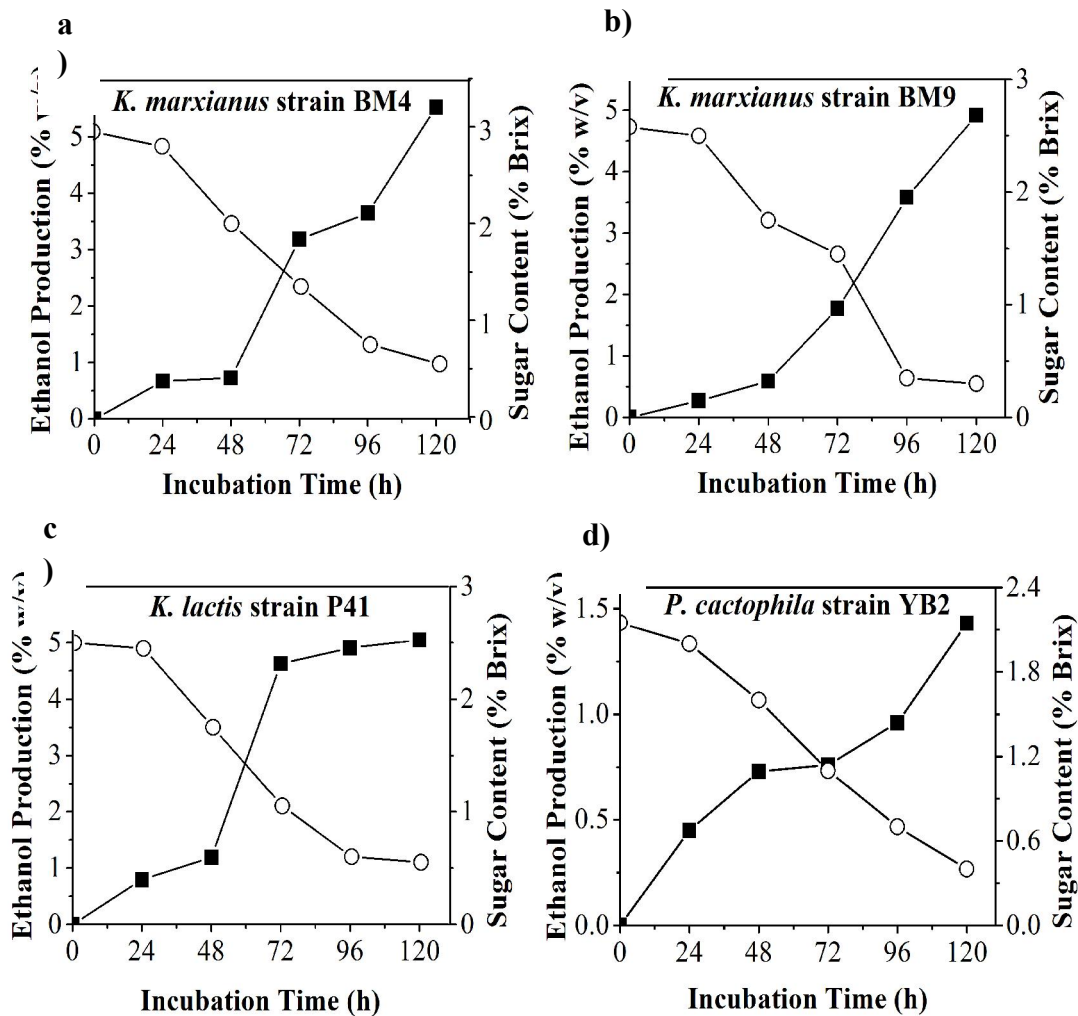 a
)
K. marxianus strain BM4
Ethanol Production (%
5
4
3
2
1
0
Sugar Content (% Brix)
3
2
1
0
0 24 48 72 96 120
Incubation Time (h)
b)
K. marxianus strain BM9
Ethanol Production (% w/v)
5
4
3
2
1
0
Sugar Content (% Brix)
3
2
1
0
0 24 48 72 96 120
Incubation Time (h)
c
)
K. lactis strain P41
Ethanol Production (%
5
4
3
2
1
0
Sugar Content (% Brix)
3
2
1
0
0 24 48 72 96 120
Incubation Time (h)
d)
P. cactophila strain YB2
Ethanol Production (% w/v)
1.5
1.0
0.5
0.0
Sugar Content (% Brix)
2.4
1.8
1.2
0.6
0.0
0 24 48 72 96 120
Incubation Time (h)